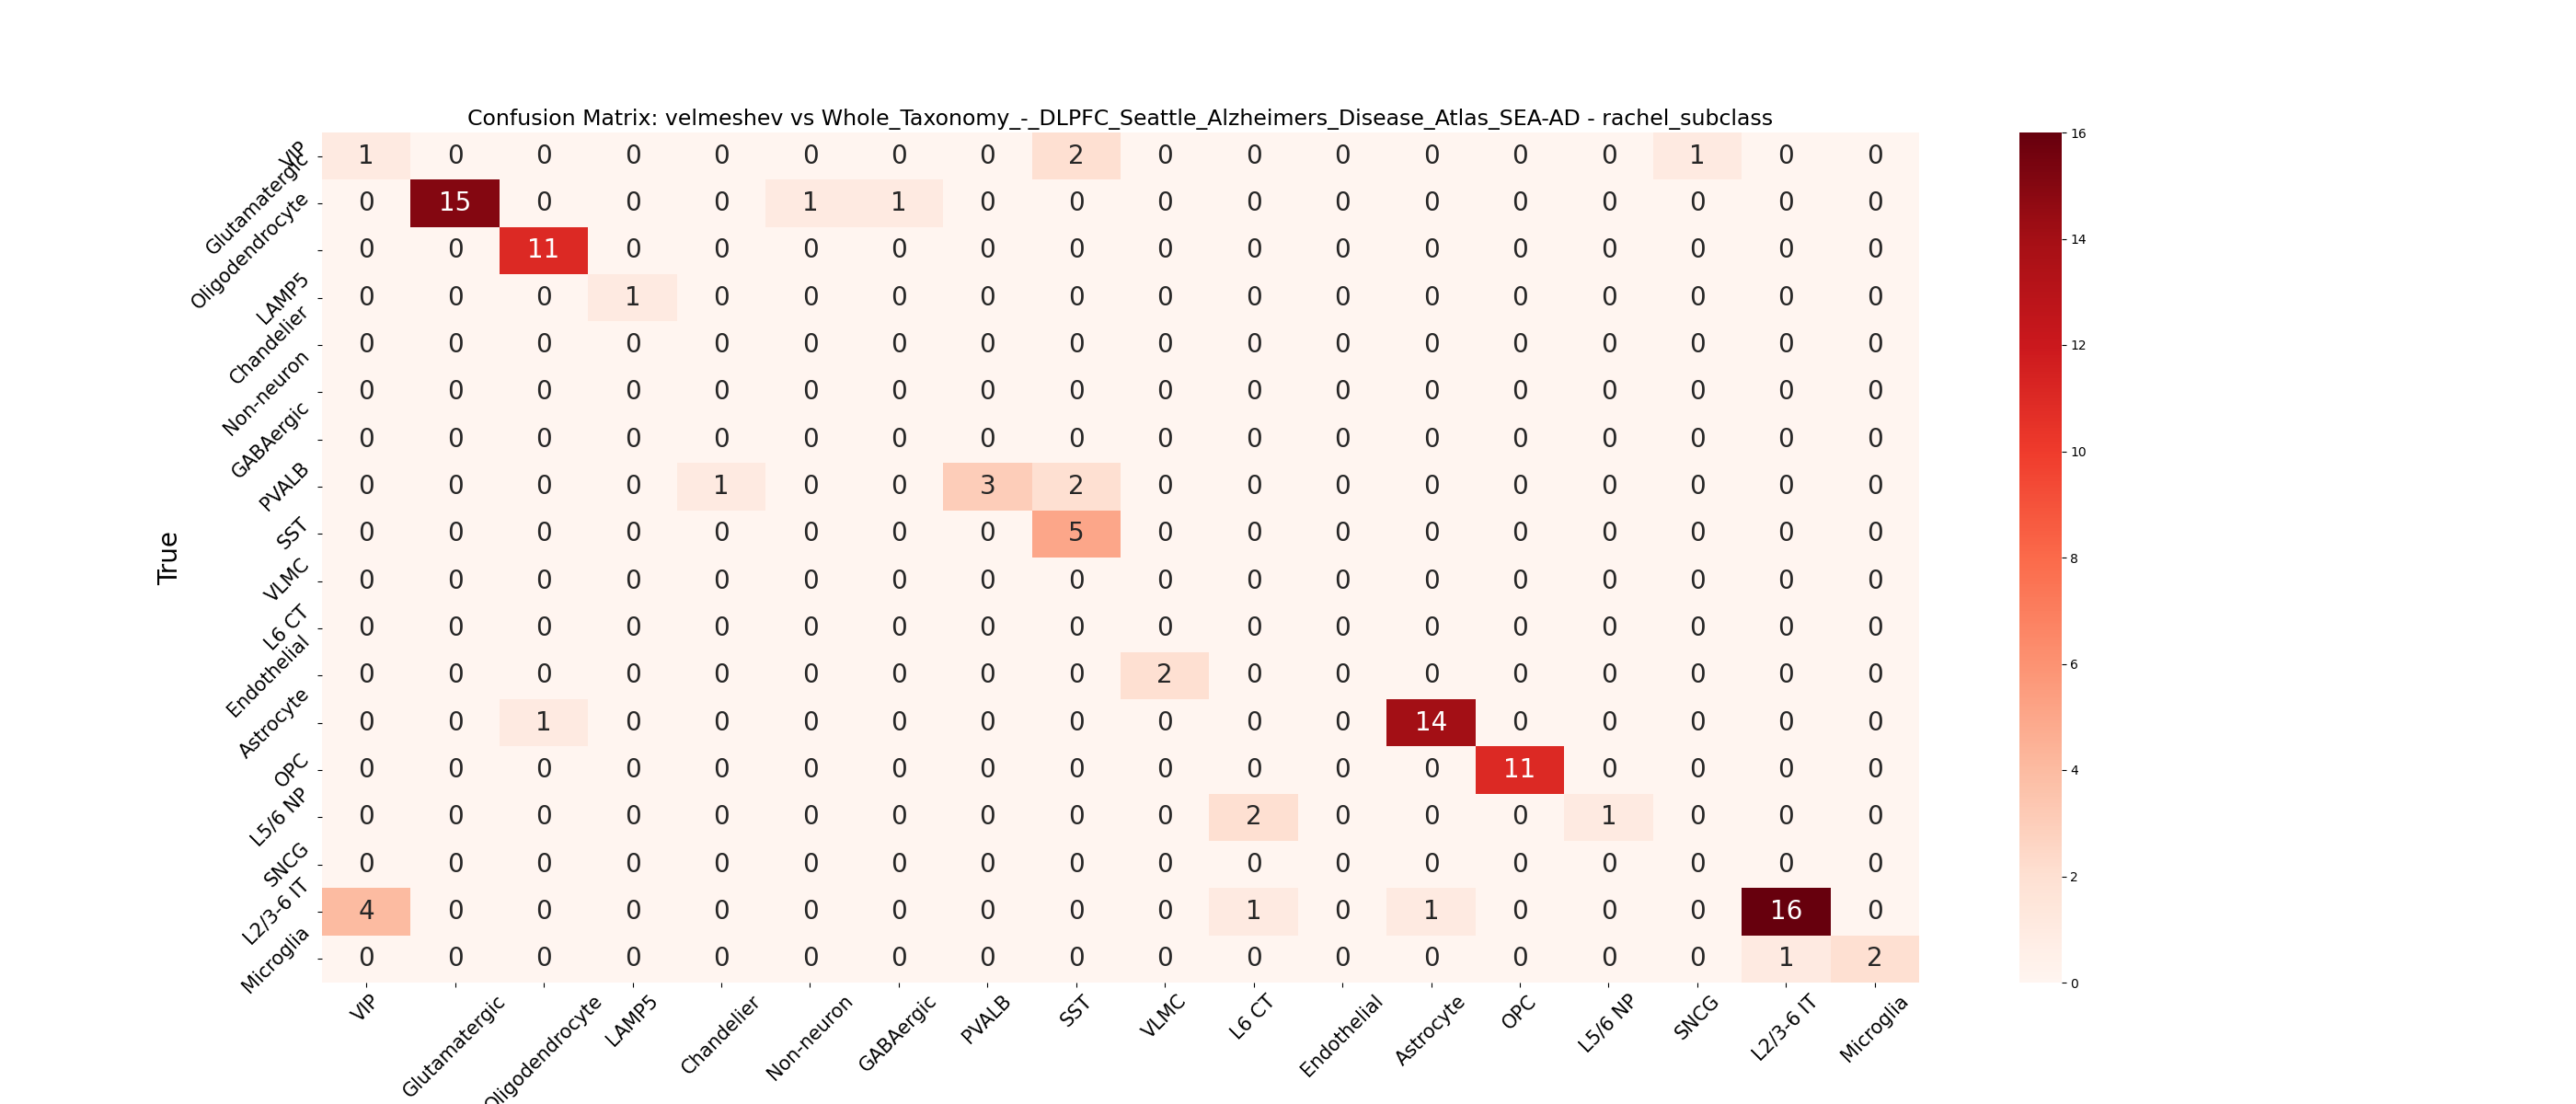 Confusion Matrix: velmeshev vs Whole_Taxonomy_-_DLPFC_Seattle_Alzheimers_Disease_Atlas_SEA-AD - rachel_subclass
True
VIP 1 0 0 0 0 0 0 0 2 0 0 0 0 0 0 1 0 0
Glutamatergic 0 15 0 0 0 1 1 0 0 0 0 0 0 0 0 0 0 0
Oligodendrocyte 0 0 11 0 0 0 0 0 0 0 0 0 0 0 0 0 0 0
LAMP5 0 0 0 1 0 0 0 0 0 0 0 0 0 0 0 0 0 0
Chandelier 0 0 0 0 0 0 0 0 0 0 0 0 0 0 0 0 0 0
Non-neuron 0 0 0 0 0 0 0 0 0 0 0 0 0 0 0 0 0 0
GABAergic 0 0 0 0 0 0 0 0 0 0 0 0 0 0 0 0 0 0
PVALB 0 0 0 0 1 0 0 3 2 0 0 0 0 0 0 0 0 0
SST 0 0 0 0 0 0 0 0 5 0 0 0 0 0 0 0 0 0
VLMC 0 0 0 0 0 0 0 0 0 0 0 0 0 0 0 0 0 0
L6 CT 0 0 0 0 0 0 0 0 0 0 0 0 0 0 0 0 0 0
Endothelial 0 0 0 0 0 0 0 0 0 2 0 0 0 0 0 0 0 0
Astrocyte 0 0 1 0 0 0 0 0 0 0 0 0 14 0 0 0 0 0
OPC 0 0 0 0 0 0 0 0 0 0 0 0 0 11 0 0 0 0
L5/6 NP 0 0 0 0 0 0 0 0 0 0 2 0 0 0 1 0 0 0
SNCG 0 0 0 0 0 0 0 0 0 0 0 0 0 0 0 0 0 0
L2/3-6 IT 4 0 0 0 0 0 0 0 0 0 1 0 1 0 0 0 16 0
Microglia 0 0 0 0 0 0 0 0 0 0 0 0 0 0 0 0 1 2
VIP Glutamatergic Oligodendrocyte LAMP5 Chandelier Non-neuron GABAergic PVALB SST VLMC L6 CT Endothelial Astrocyte OPC L5/6 NP SNCG L2/3-6 IT Microglia
16
14
12
10
8
6
4
2
0